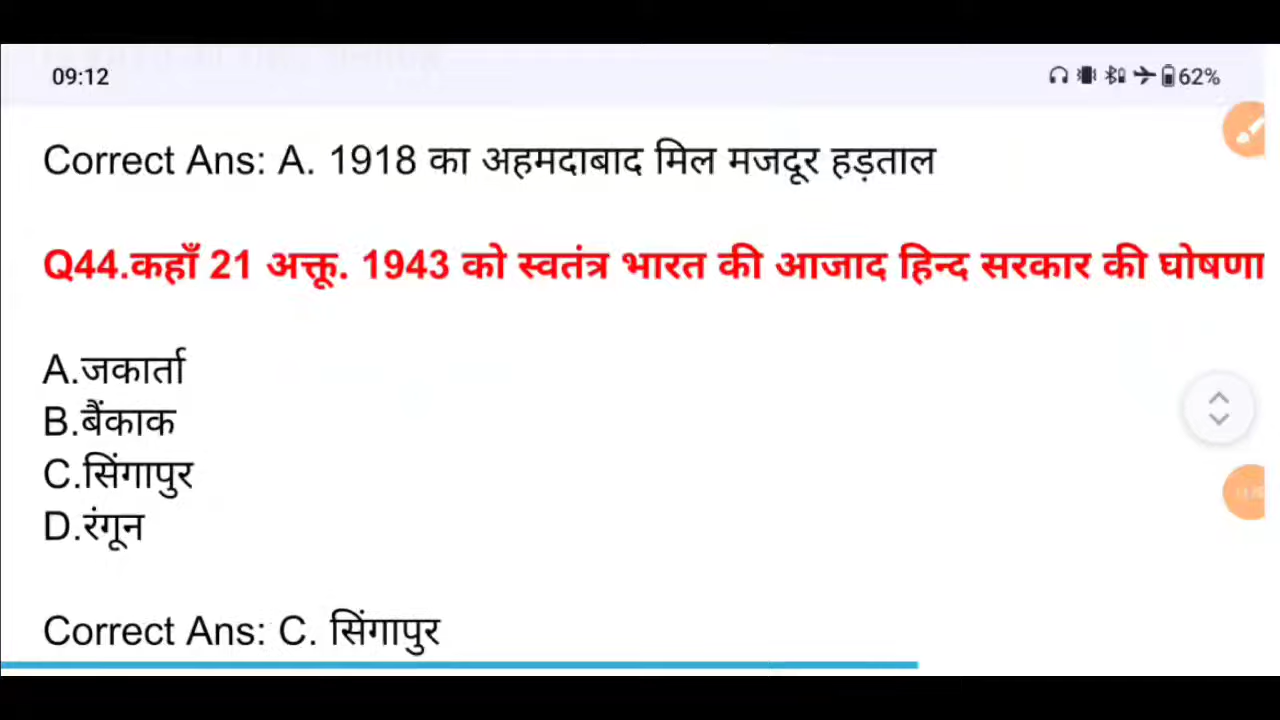 09:12
62%
Correct Ans: A. 1918 का अहमदाबाद मिल मजदूर हड़ताल
Q44.कहाँ 21 अक्तू. 1943 को स्वतंत्र भारत की आजाद हिन्द सरकार की घोषणा
A.जकार्ता
B.बैंकाक
C.सिंगापुर
D.रंगून
Correct Ans: C. सिंगापुर